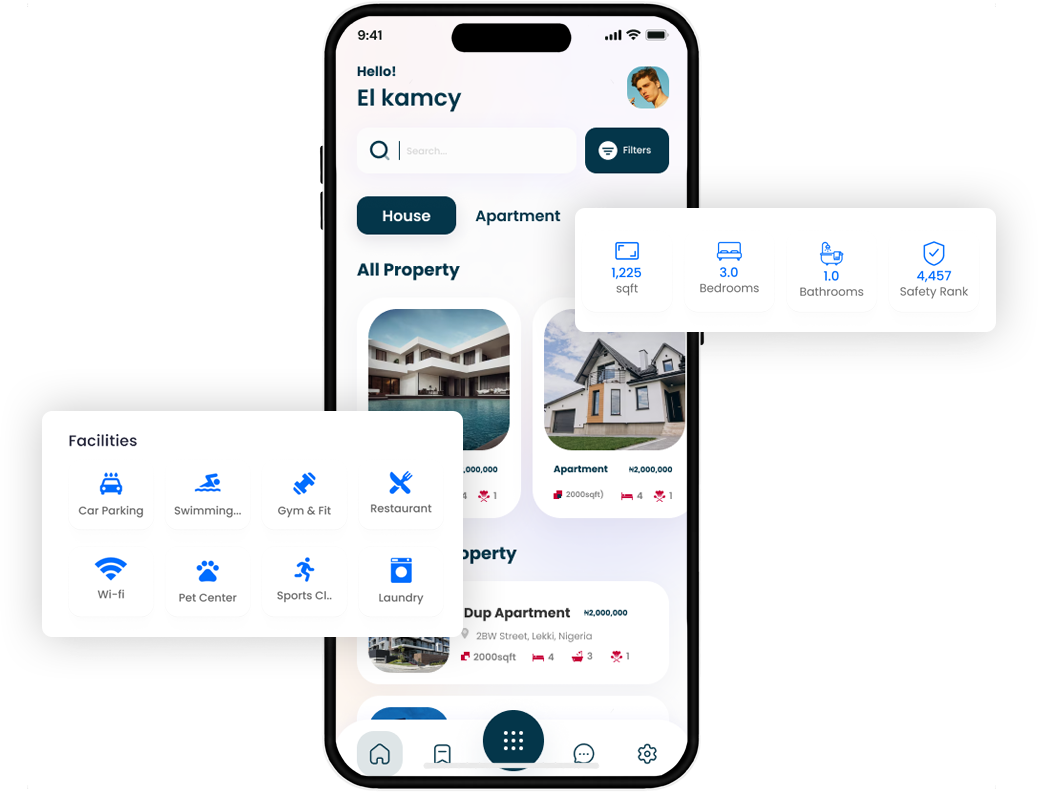 9:41
Hello!
El kamcy
Search...
Filters
House
Apartment
1,225
sqft
3.0
Bedrooms
1.0
Bathrooms
4,457
Safety Rank
All Property
,000,000
4
1
Apartment
₦2,000,000
2000sqft)
4
1
Facilities
Car Parking
Swimming...
Gym & Fit
Restaurant
Wi-fi
Pet Center
Sports Cl..
Laundry
operty
Dup Apartment
₦2,000,000
2BW Street, Lekki, Nigeria
2000sqft
4
3
1